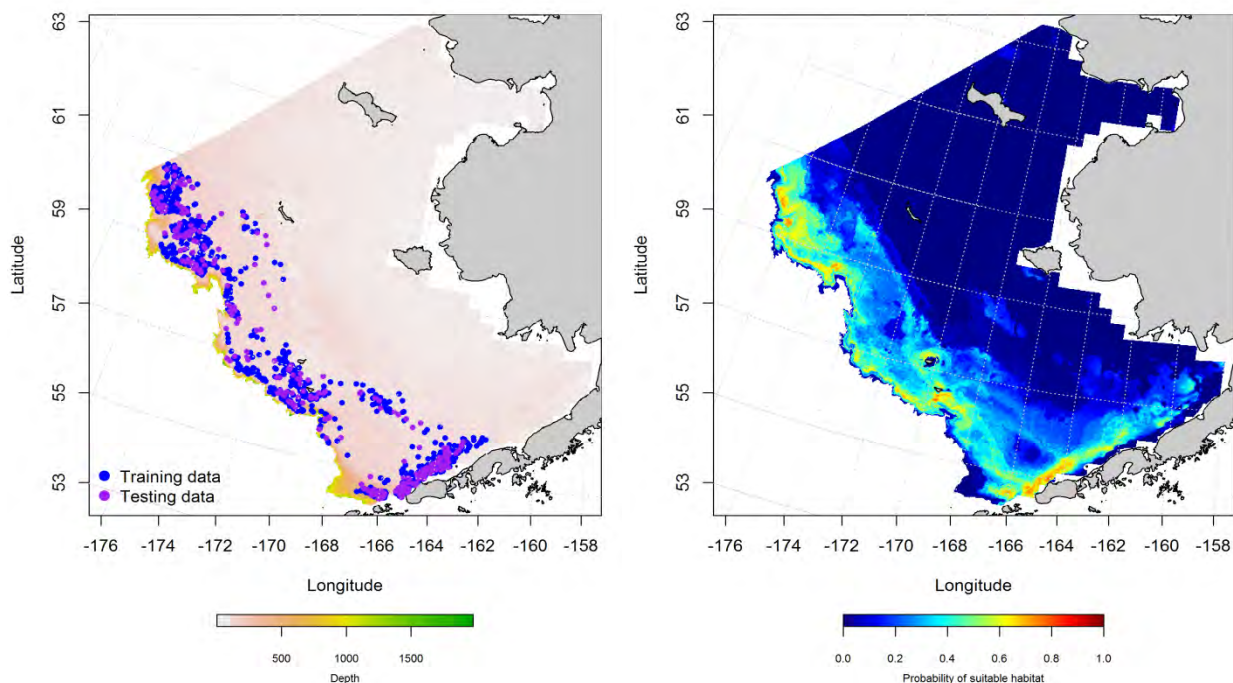 63
61
59
57
55
53
Latitude
Training data
Testing data
-176 -174 -172 -170 -168 -166 -164 -162 -160 -158
Longitude
500 1000 1500
Depth
63
61
59
57
55
53
Latitude
-176 -174 -172 -170 -168 -166 -164 -162 -160 -158
Longitude
0.0 0.2 0.4 0.6 0.8 1.0
Probability of suitable habitat